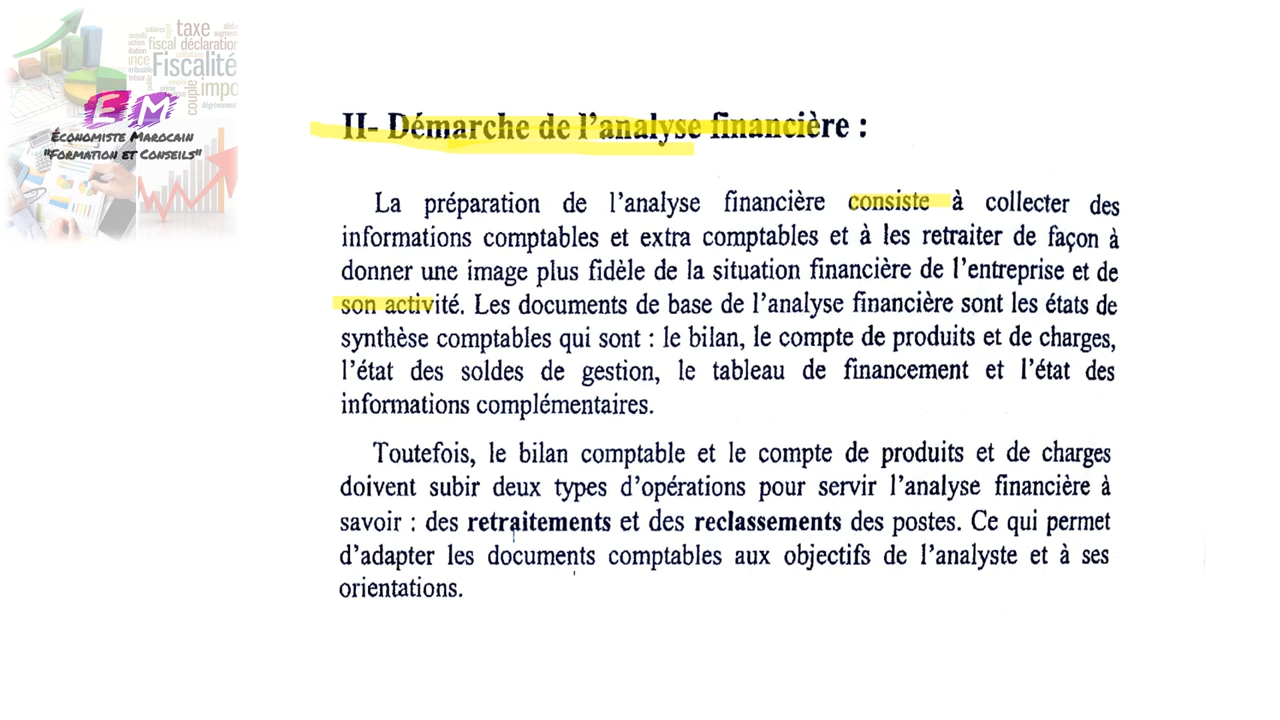 salaires
taxe
fiscal déclaration
Fiscalité
impo
couple
dégrèvement
EM
Économiste Marocain
"Formation et Conseils"
II- Démarche de l'analyse financière :
La préparation de l'analyse financière consiste à collecter des
informations comptables et extra comptables et à les retraiter de façon à
donner une image plus fidèle de la situation financière de l'entreprise et de
son activité. Les documents de base de l'analyse financière sont les états de
synthèse comptables qui sont : le bilan, le compte de produits et de charges,
l'état des soldes de gestion, le tableau de financement et l'état des
informations complémentaires.
Toutefois, le bilan comptable et le compte de produits et de charges
doivent subir deux types d'opérations pour servir l'analyse financière à
savoir : des retraitements et des reclassements des postes. Ce qui permet
d'adapter les documents comptables aux objectifs de l'analyste et à ses
orientations.